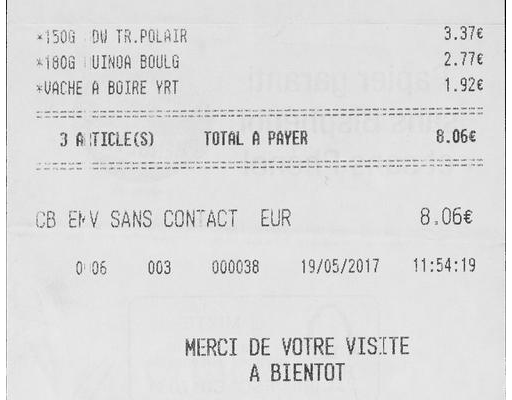 *150G DW TR.POLAIR 3.37€
*180G UINOA BOULG 2.77€
*VACHE A BOIRE YRT 1.92€
3 ARTICLE(S) TOTAL A PAYER 8.06€
CB EMV SANS CONTACT EUR 8.06€
0006 003 000038 19/05/2017 11:54:19
MERCI DE VOTRE VISITE
A BIENTOT